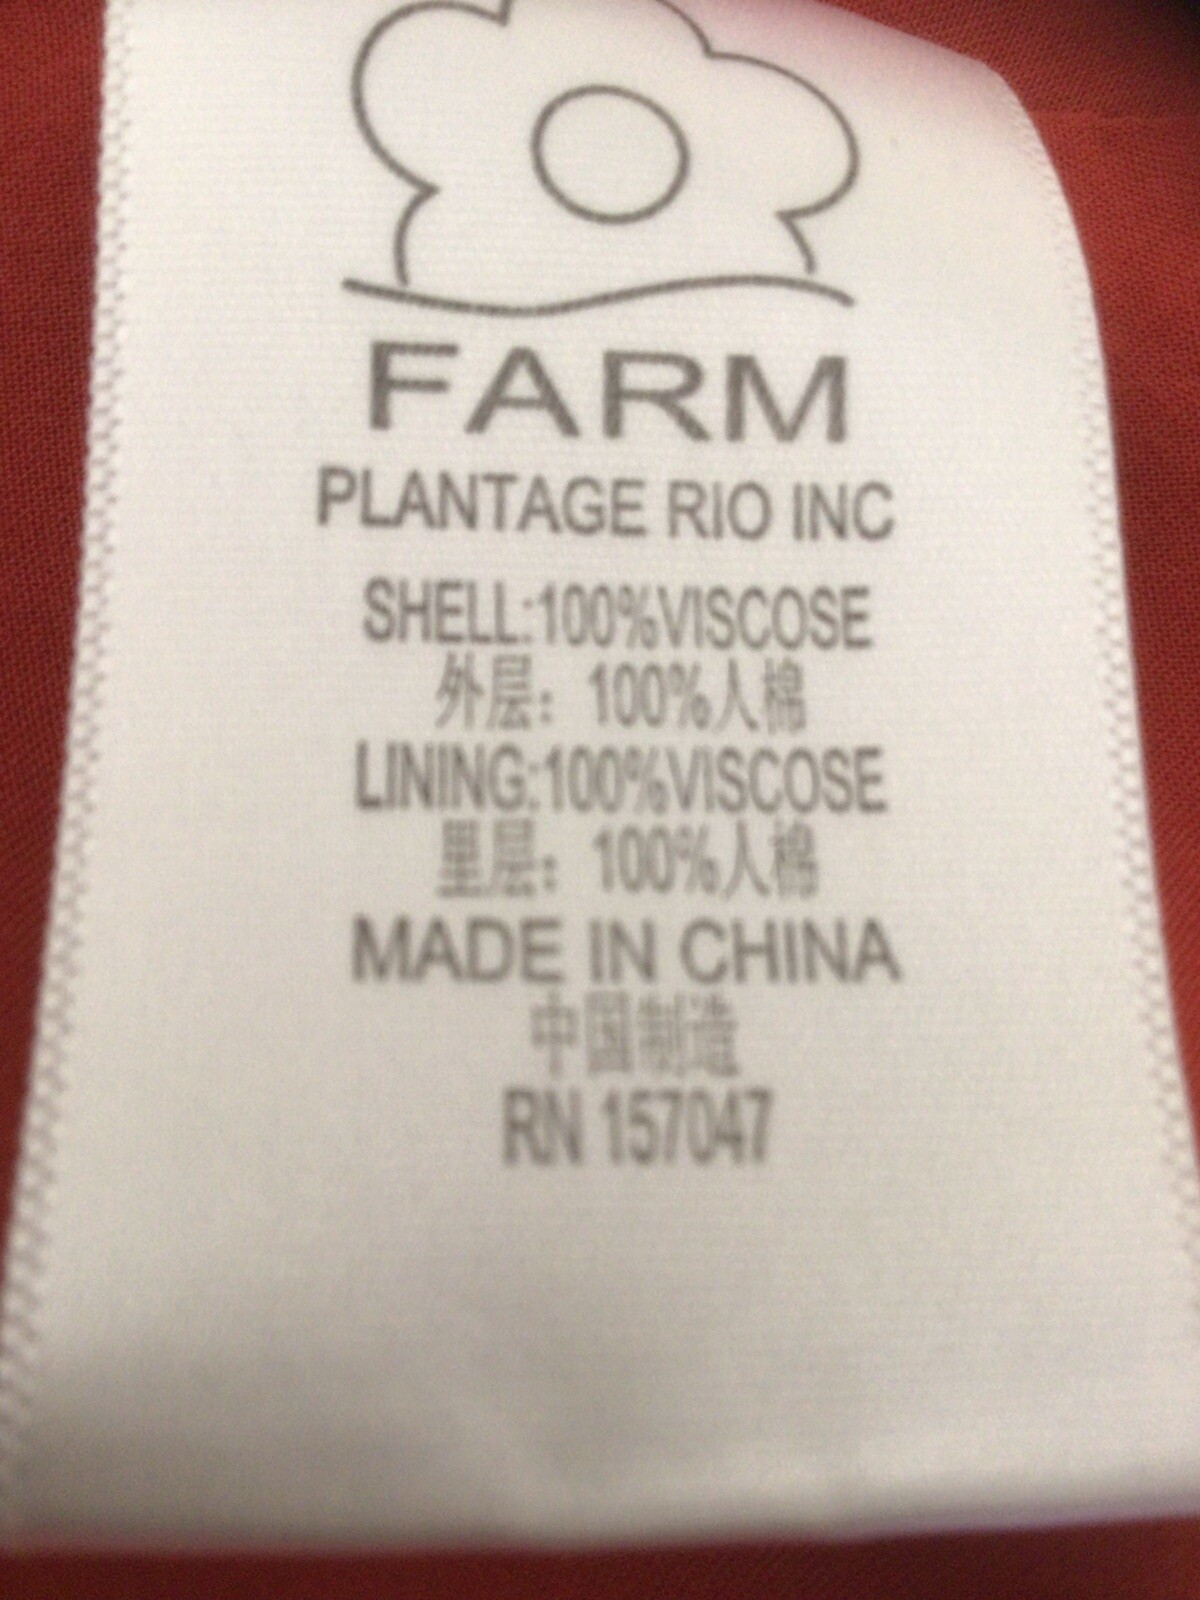 FARM
PLANTAGE RIO INC
SHELL:100%VISCOSE
外层：100%人棉
LINING:100%VISCOSE
里层：100%人棉
MADE IN CHINA
中国制造
RN 157047